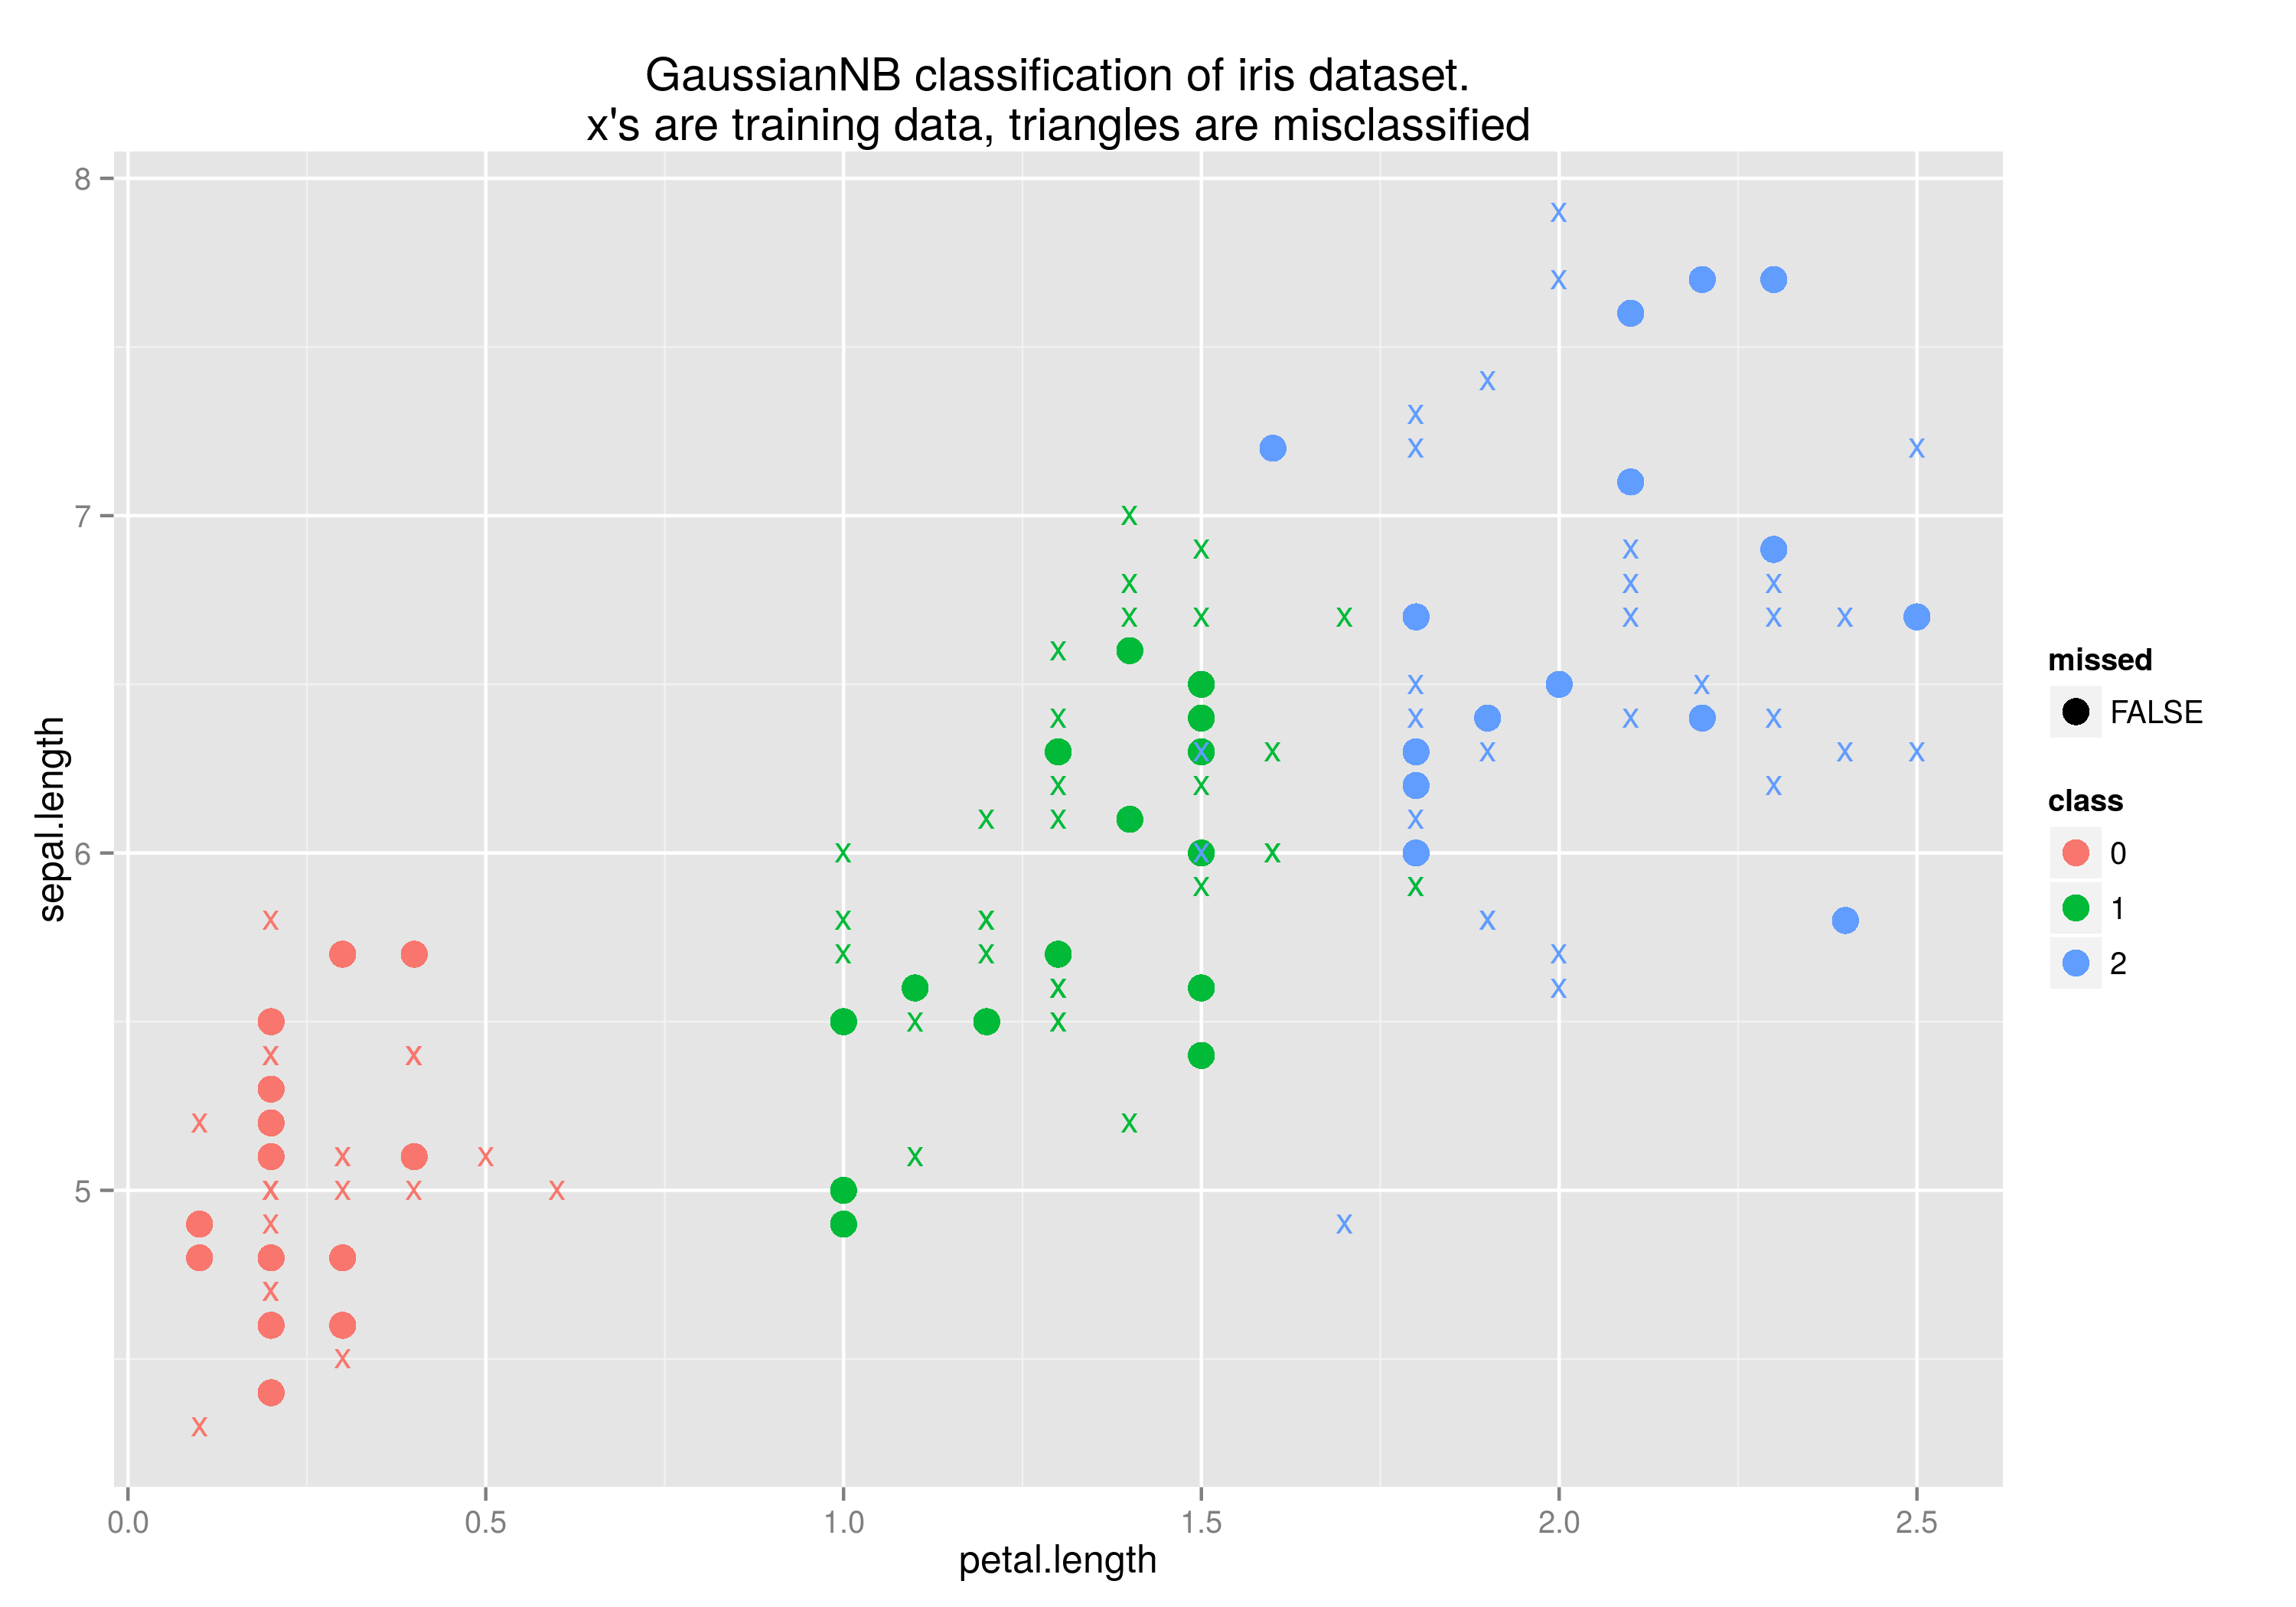 GaussianNB classification of iris dataset.
x's are training data, triangles are misclassified
8
7
6
5
sepal.length
0.0 0.5 1.0 1.5 2.0 2.5
petal.length
missed
FALSE
class
0
1
2